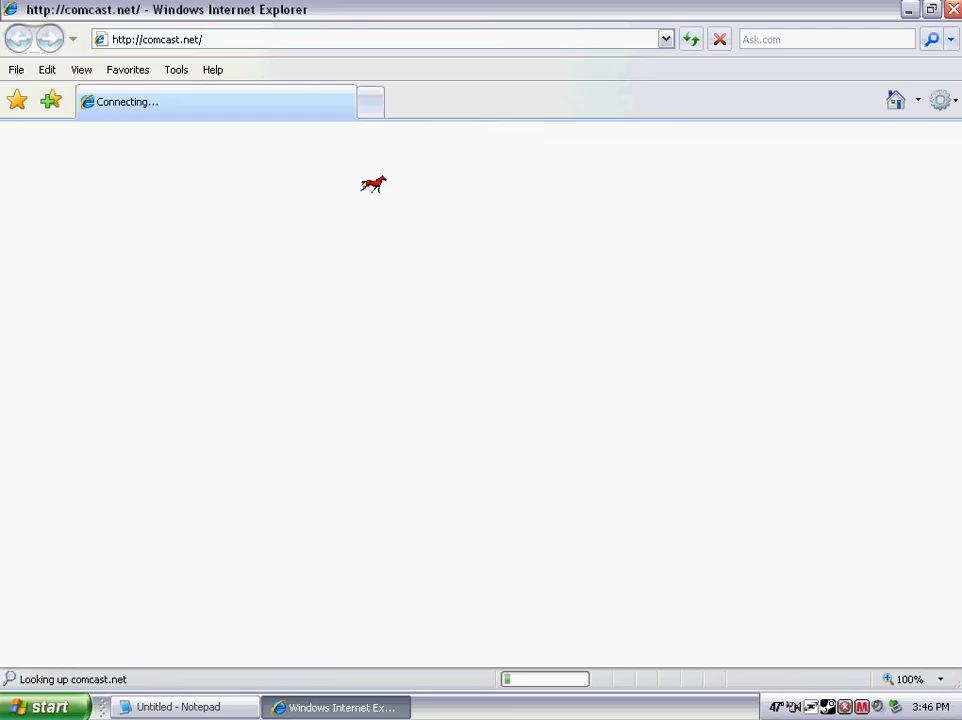 http://comcast.net/ - Windows Internet Explorer
http://comcast.net/
Ask.com
File Edit View Favorites Tools Help
Connecting...
Looking up comcast.net
100%
start
Untitled - Notepad
Windows Internet Ex...
47°
3:46 PM